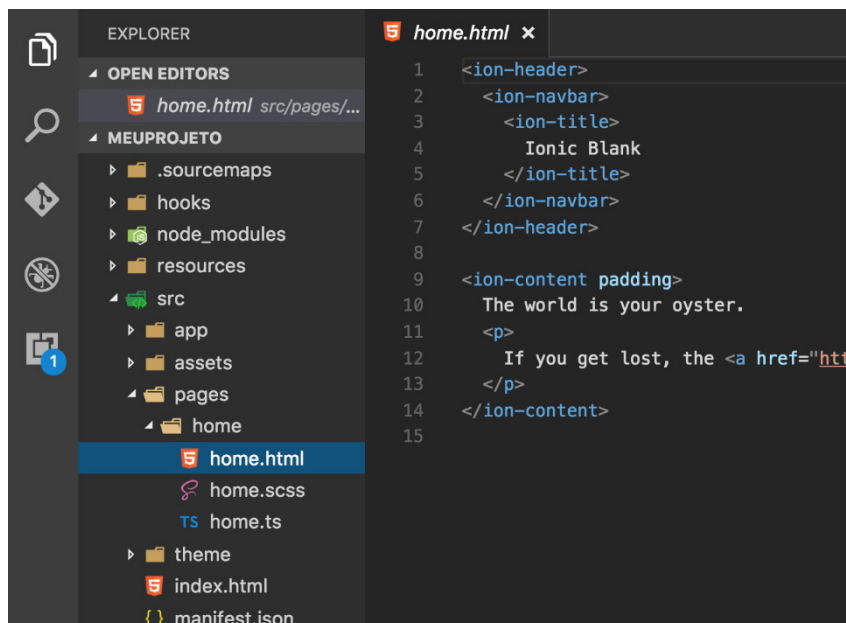 EXPLORER
OPEN EDITORS
home.html src/pages/...
MEUPROJETO
.sourcemaps
hooks
node_modules
resources
src
app
assets
pages
home
home.html
home.scss
TS home.ts
theme
index.html
{ } manifest.json
1
home.html ×
1 <ion-header>
2 <ion-navbar>
3 <ion-title>
4 Ionic Blank
5 </ion-title>
6 </ion-navbar>
7 </ion-header>
8
9 <ion-content padding>
10 The world is your oyster.
11 <p>
12 If you get lost, the <a href="htt
13 </p>
14 </ion-content>
15